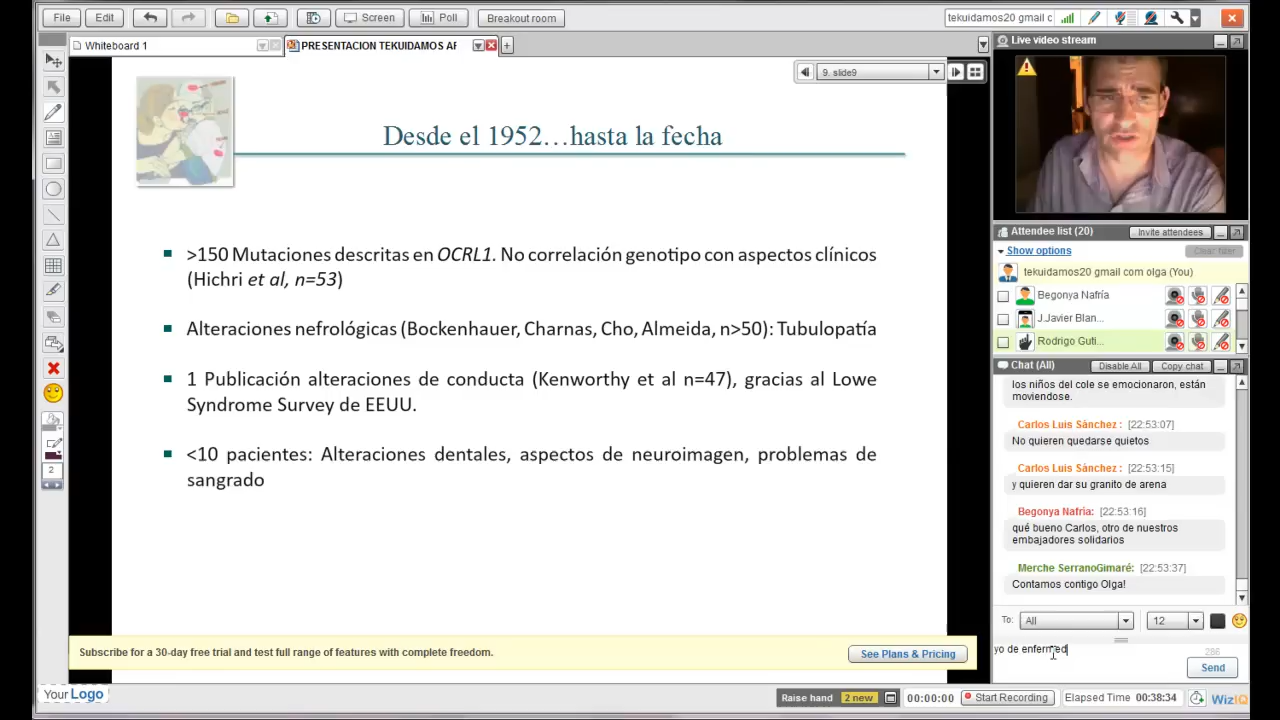 File
Edit
Screen
Poll
Breakout room
tekuidamos20 gmail c
Whiteboard 1
PRESENTACION TEKUIDAMOS AF
Live video stream
9. slide9
Desde el 1952…hasta la fecha
>150 Mutaciones descritas en OCRL1. No correlación genotipo con aspectos clínicos
(Hichri et al, n=53)
Alteraciones nefrológicas (Bockenhauer, Charnas, Cho, Almeida, n>50): Tubulopatía
1 Publicación alteraciones de conducta (Kenworthy et al n=47), gracias al Lowe
Syndrome Survey de EEUU.
<10 pacientes: Alteraciones dentales, aspectos de neuroimagen, problemas de
sangrado
2
Attendee list (20)
Invite attendees
Show options
tekuidamos20 gmail com olga (You)
Begonya Nafría
J.Javier Blan...
Rodrigo Guti...
Chat (All)
Disable All
Copy chat
los niños del cole se emocionaron, están
moviendose.
Carlos Luis Sánchez : [22:53:07]
No quieren quedarse quietos
Carlos Luis Sánchez : [22:53:15]
y quieren dar su granito de arena
Begonya Nafría: [22:53:16]
qué bueno Carlos, otro de nuestros
embajadores solidarios
Merche SerranoGimaré: [22:53:37]
Contamos contigo Olga!
To: All 12
yo de enfermed
286
Send
Subscribe for a 30-day free trial and test full range of features with complete freedom.
See Plans & Pricing
Your Logo
Raise hand 2 new
00:00:00
Start Recording
Elapsed Time 00:38:34
WizIQ